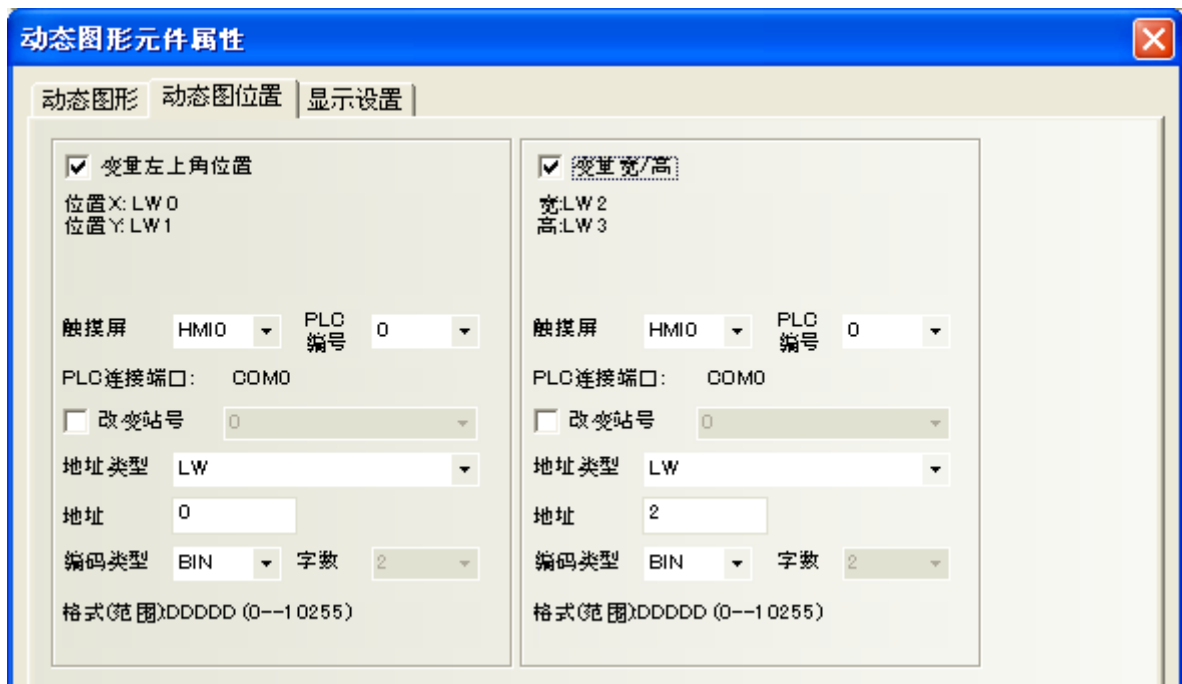 动态图形元件属性
动态图形 动态图位置 显示设置
变量左上角位置
位置X: LW 0
位置Y: LW 1
触摸屏 HMI0 PLC编号 0
PLC连接端口: COM0
改变站号 0
地址类型 LW
地址 0
编码类型 BIN 字数 2
格式(范围):DDDDD (0--10255)
变量宽/高
宽:LW 2
高:LW 3
触摸屏 HMI0 PLC编号 0
PLC连接端口: COM0
改变站号 0
地址类型 LW
地址 2
编码类型 BIN 字数 2
格式(范围):DDDDD (0--10255)